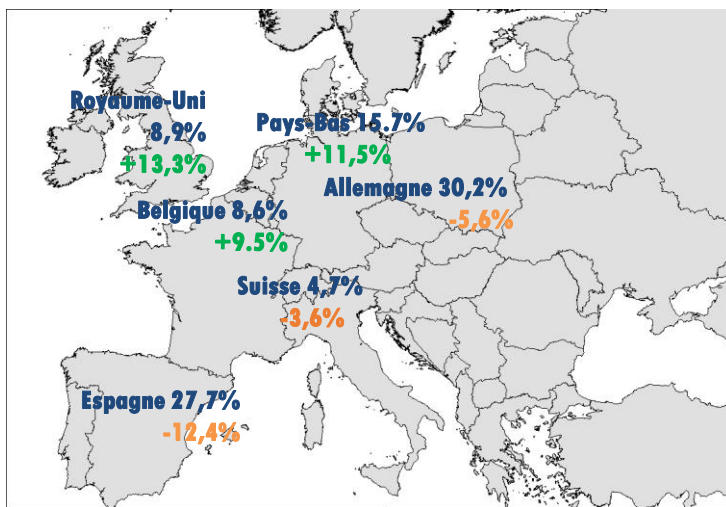 Royaume-Uni
8,9%
+13,3%
Pays-Bas 15.7%
+11,5%
Allemagne 30,2%
-5,6%
Belgique 8,6%
+9.5%
Suisse 4,7%
-3,6%
Espagne 27,7%
-12,4%